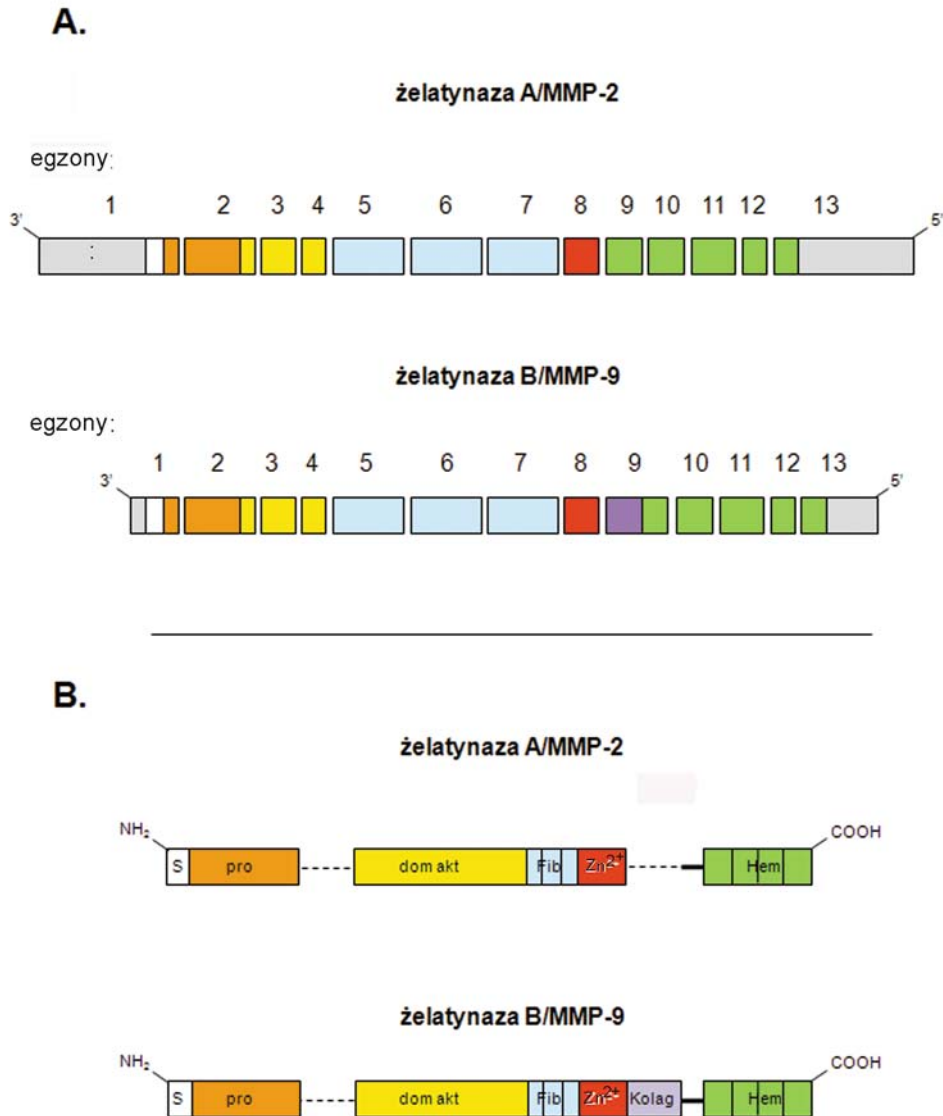 A.
żelatynaza A/MMP-2
egzony:
1 2 3 4 5 6 7 8 9 10 11 12 13
3' 5'
:
żelatynaza B/MMP-9
egzony:
1 2 3 4 5 6 7 8 9 10 11 12 13
3' 5'
B.
żelatynaza A/MMP-2
NH₂ COOH
S pro dom akt Fib Zn²⁺ Hem
żelatynaza B/MMP-9
NH₂ COOH
S pro dom akt Fib Zn²⁺ Kolag Hem